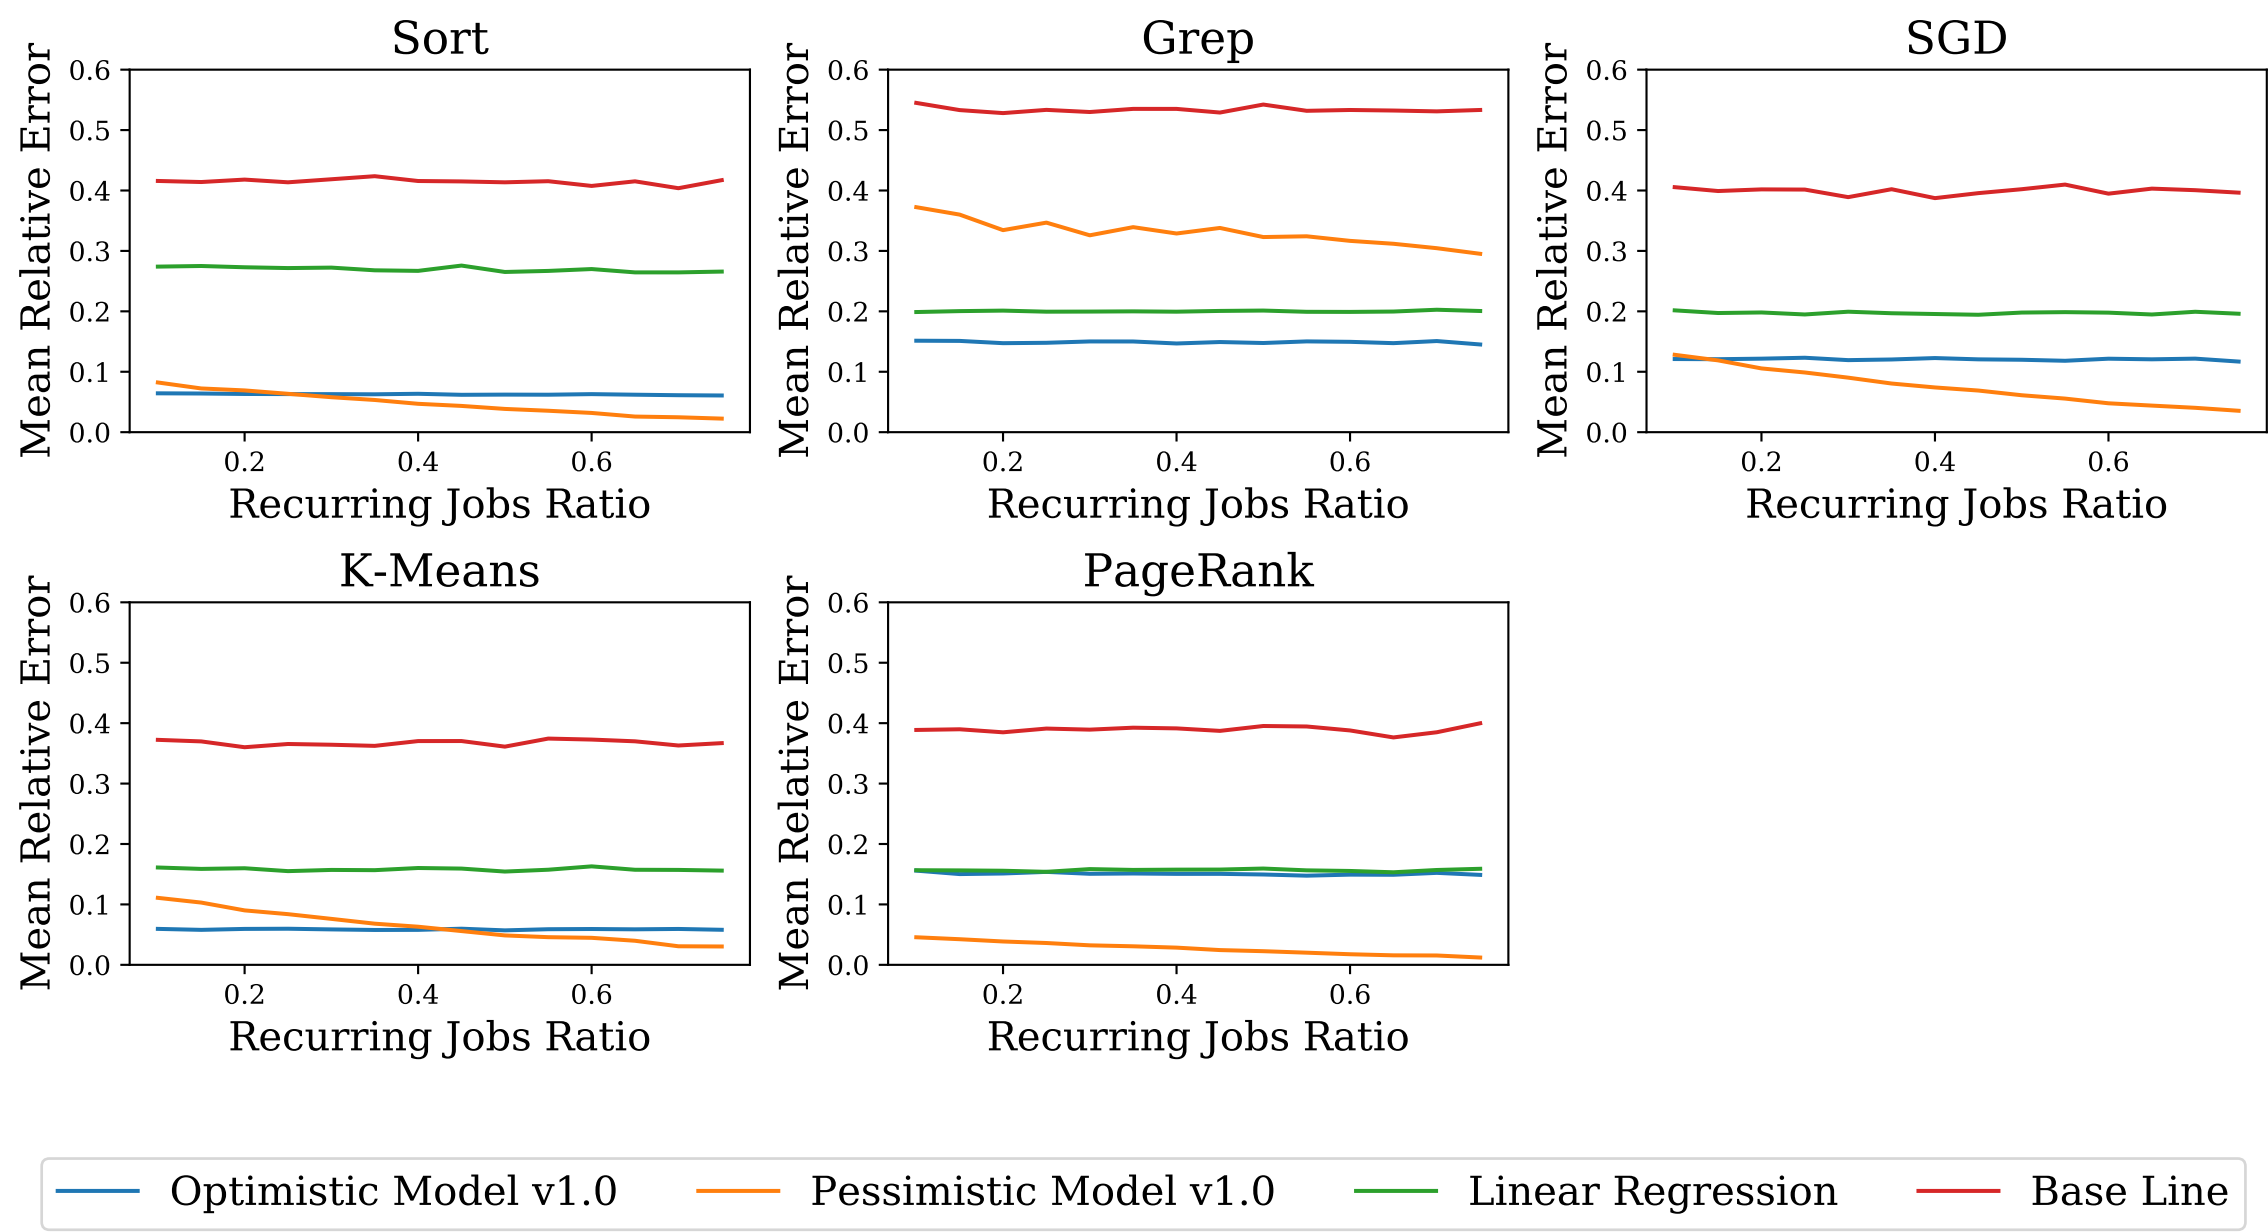 Sort
Mean Relative Error
0.6
0.5
0.4
0.3
0.2
0.1
0.0
0.2 0.4 0.6
Recurring Jobs Ratio
Grep
Mean Relative Error
0.6
0.5
0.4
0.3
0.2
0.1
0.0
0.2 0.4 0.6
Recurring Jobs Ratio
SGD
Mean Relative Error
0.6
0.5
0.4
0.3
0.2
0.1
0.0
0.2 0.4 0.6
Recurring Jobs Ratio
K-Means
Mean Relative Error
0.6
0.5
0.4
0.3
0.2
0.1
0.0
0.2 0.4 0.6
Recurring Jobs Ratio
PageRank
Mean Relative Error
0.6
0.5
0.4
0.3
0.2
0.1
0.0
0.2 0.4 0.6
Recurring Jobs Ratio
Optimistic Model v1.0 Pessimistic Model v1.0 Linear Regression Base Line